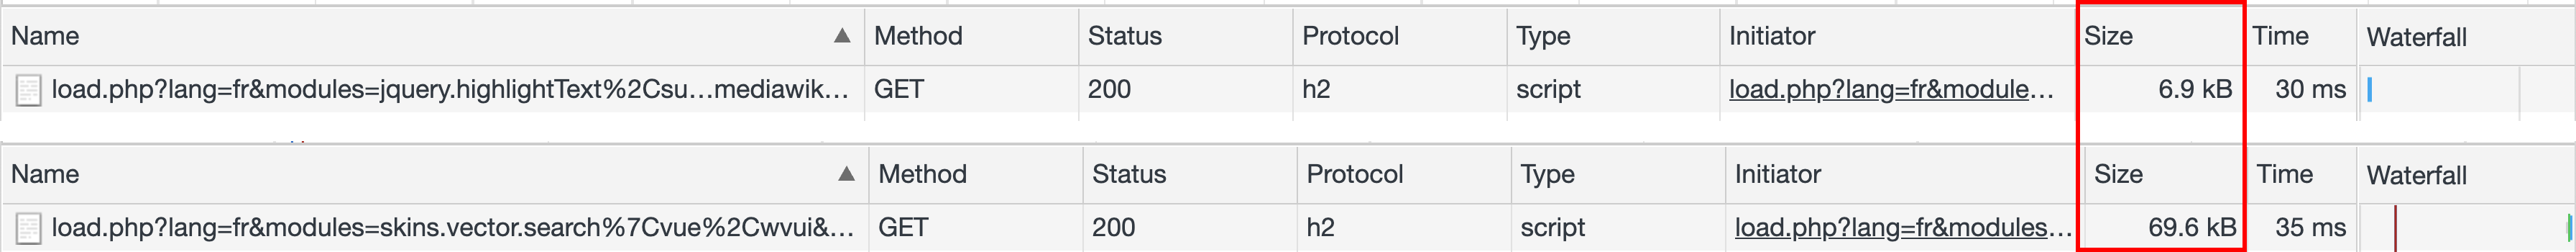 Name ▲ Method Status Protocol Type Initiator Size Time Waterfall
load.php?lang=fr&modules=jquery.highlightText%2Csu…mediawik… GET 200 h2 script load.php?lang=fr&module… 6.9 kB 30 ms
Name ▲ Method Status Protocol Type Initiator Size Time Waterfall
load.php?lang=fr&modules=skins.vector.search%7Cvue%2Cwvui&… GET 200 h2 script load.php?lang=fr&modules… 69.6 kB 35 ms